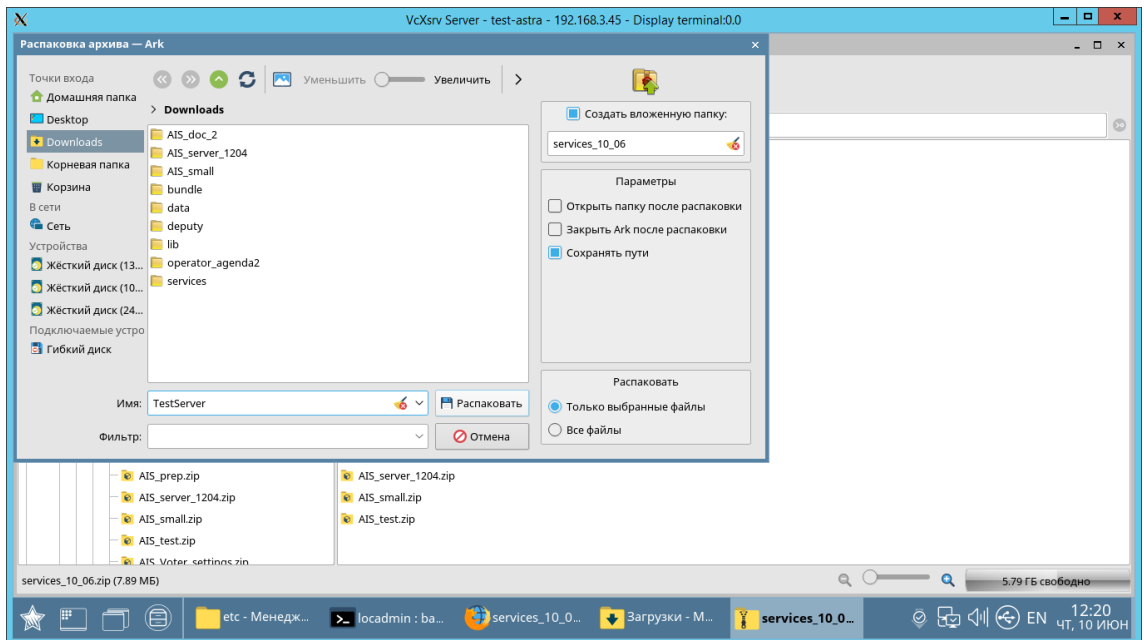 VcXsrv Server - test-astra - 192.168.3.45 - Display terminal:0.0
Распаковка архива — Ark
Точки входа
Домашняя папка
Desktop
Downloads
Корневая папка
Корзина
В сети
Сеть
Устройства
Жёсткий диск (13...
Жёсткий диск (10...
Жёсткий диск (24...
Подключаемые устро
Гибкий диск
Уменьшить
Увеличить
> Downloads
AIS_doc_2
AIS_server_1204
AIS_small
bundle
data
deputy
lib
operator_agenda2
services
Имя: TestServer
Распаковать
Фильтр:
Отмена
Создать вложенную папку:
services_10_06
Параметры
Открыть папку после распаковки
Закрыть Ark после распаковки
Сохранять пути
Распаковать
Только выбранные файлы
Все файлы
AIS_prep.zip
AIS_server_1204.zip
AIS_small.zip
AIS_test.zip
AIS_Voter_settings.zip
AIS_server_1204.zip
AIS_small.zip
AIS_test.zip
services_10_06.zip (7.89 МБ)
5.79 ГБ свободно
etc - Менедж...
locadmin : ba...
services_10_0...
Загрузки - М...
services_10_0...
EN
12:20
ЧТ, 10 ИЮН